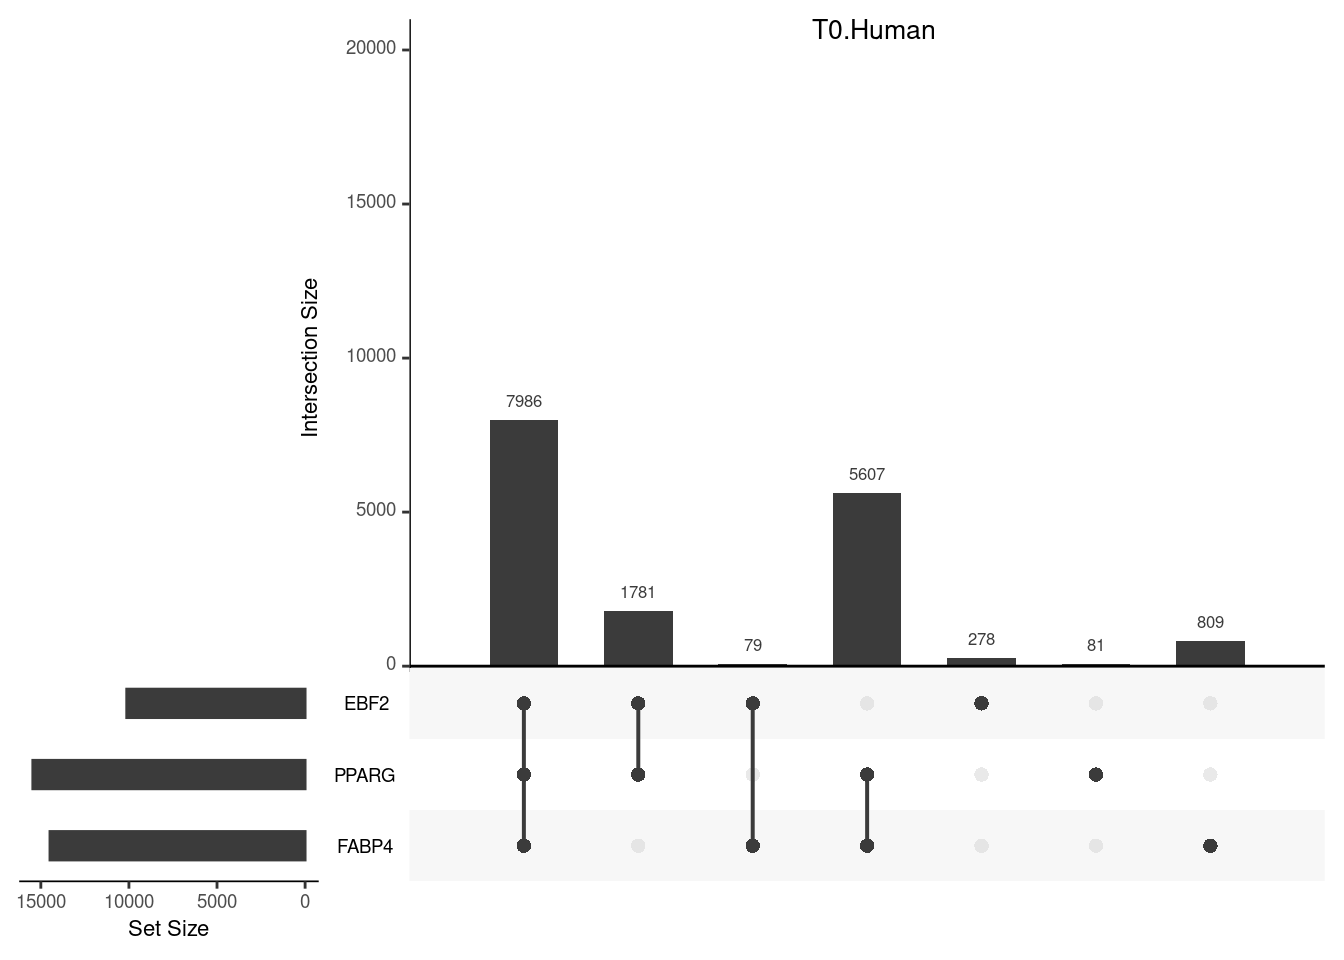 T0.Human
20000
15000
10000
5000
0
Intersection Size
7986
1781
79
5607
278
81
809
EBF2
PPARG
FABP4
15000 10000 5000 0
Set Size